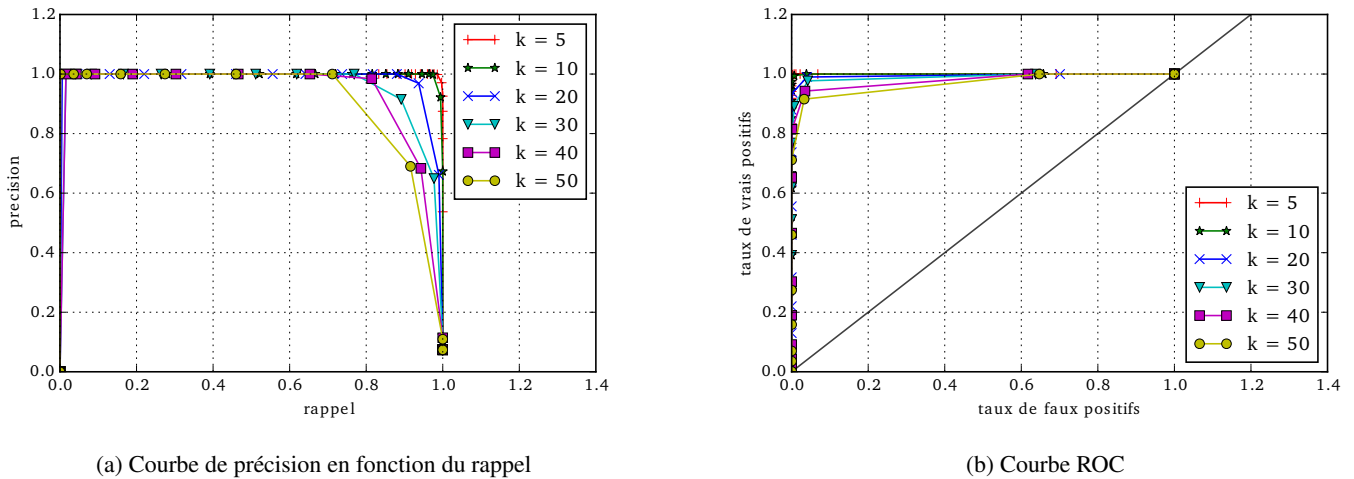 1.2
1.0
0.8
0.6
0.4
0.2
0.0
precision
0.0 0.2 0.4 0.6 0.8 1.0 1.2 1.4
rappel
k = 5
k = 10
k = 20
k = 30
k = 40
k = 50
(a) Courbe de précision en fonction du rappel
1.2
1.0
0.8
0.6
0.4
0.2
0.0
taux de vrais positifs
0.0 0.2 0.4 0.6 0.8 1.0 1.2 1.4
taux de faux positifs
k = 5
k = 10
k = 20
k = 30
k = 40
k = 50
(b) Courbe ROC